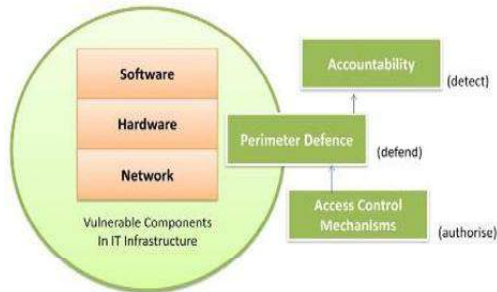 Software
Hardware
Network
Vulnerable Components
In IT Infrastructure
Accountability
(detect)
Perimeter Defence
(defend)
Access Control
Mechanisms
(authorise)